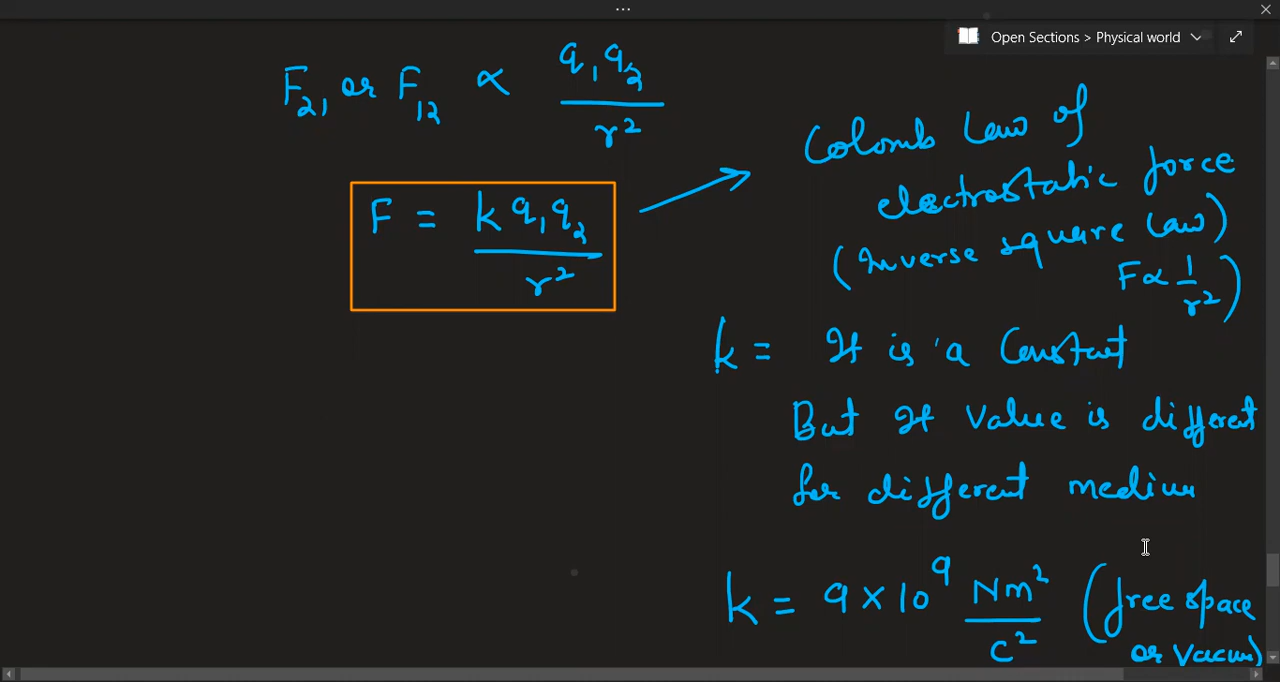 Open Sections > Physical world
F₂₁ or F₁₂ ∝ q₁q₂/r²
Colomb Law of
electrostatic force
(Inverse square law)
F ∝ 1/r²)
F = k q₁q₂/r²
k = It is a Constant
But It Value is different
for different medium
k = 9 × 10⁹ Nm²/C² (free space
or vacuum)